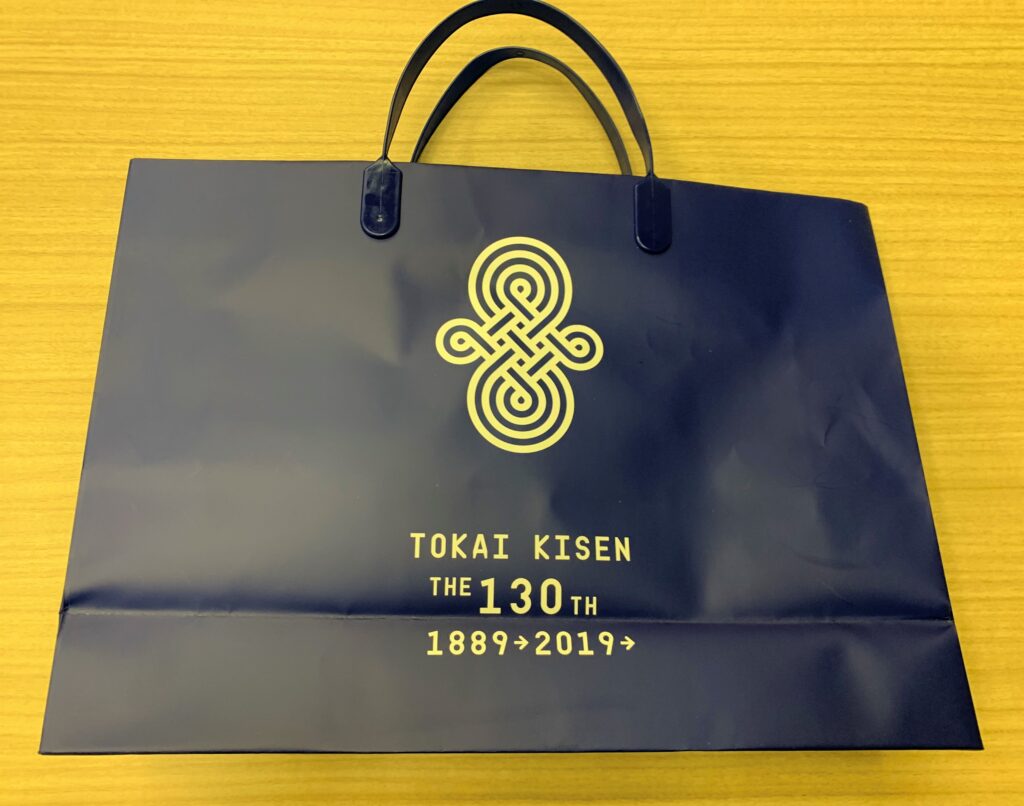 TOKAI KISEN
THE 130TH
1889→2019→